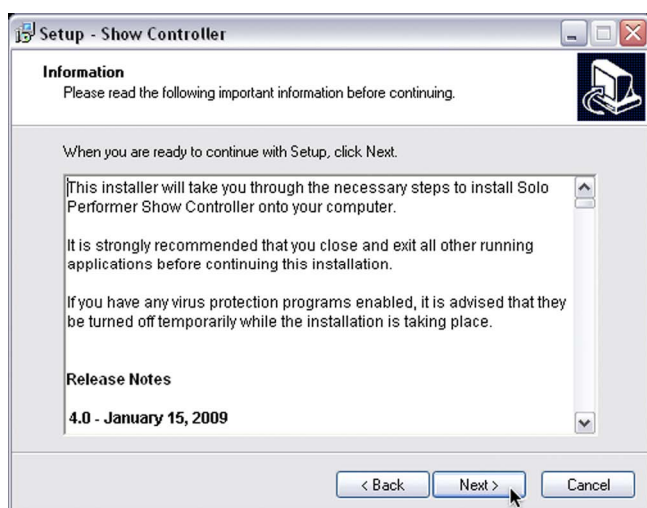 Setup - Show Controller
Information
Please read the following important information before continuing.
When you are ready to continue with Setup, click Next.
This installer will take you through the necessary steps to install Solo
Performer Show Controller onto your computer.
It is strongly recommended that you close and exit all other running
applications before continuing this installation.
If you have any virus protection programs enabled, it is advised that they
be turned off temporarily while the installation is taking place.
Release Notes
4.0 - January 15, 2009
< Back
Next >
Cancel